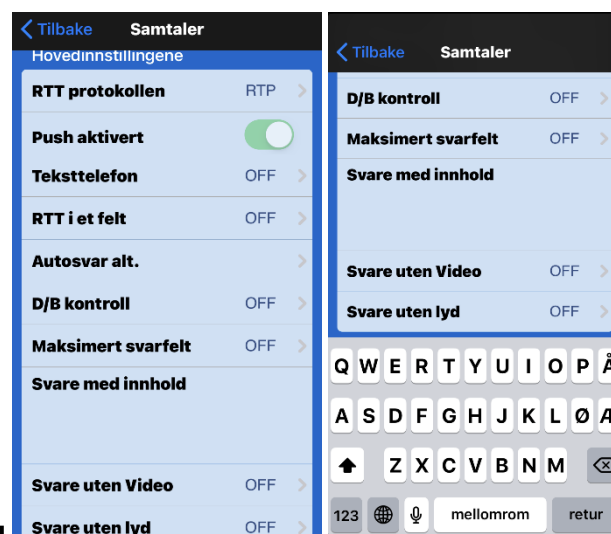 Tilbake Samtaler
Hovedinnstillingene
RTT protokollen RTP
Push aktivert
Teksttelefon OFF
RTT i et felt OFF
Autosvar alt.
D/B kontroll OFF
Maksimert svarfelt OFF
Svare med innhold
Svare uten Video OFF
Svare uten lyd OFF
Tilbake Samtaler
D/B kontroll OFF
Maksimert svarfelt OFF
Svare med innhold
Svare uten Video OFF
Svare uten lyd OFF
Q W E R T Y U I O P Å
A S D F G H J K L Ø Æ
Z X C V B N M
123 mellomrom retur